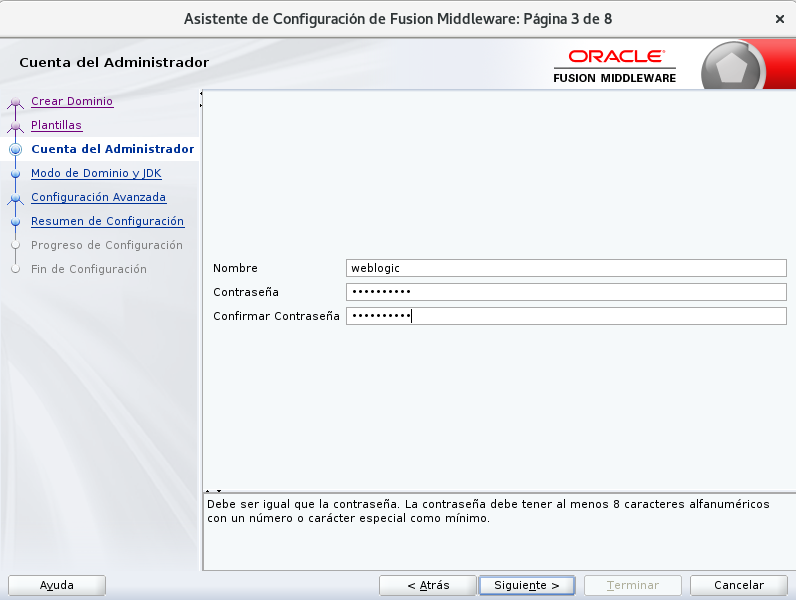 Asistente de Configuración de Fusion Middleware: Página 3 de 8
Cuenta del Administrador
ORACLE
FUSION MIDDLEWARE
Crear Dominio
Plantillas
Cuenta del Administrador
Modo de Dominio y JDK
Configuración Avanzada
Resumen de Configuración
Progreso de Configuración
Fin de Configuración
Nombre
weblogic
Contraseña
••••••••••
Confirmar Contraseña
••••••••••
Debe ser igual que la contraseña. La contraseña debe tener al menos 8 caracteres alfanuméricos
con un número o carácter especial como mínimo.
Ayuda
< Atrás
Siguiente >
Terminar
Cancelar